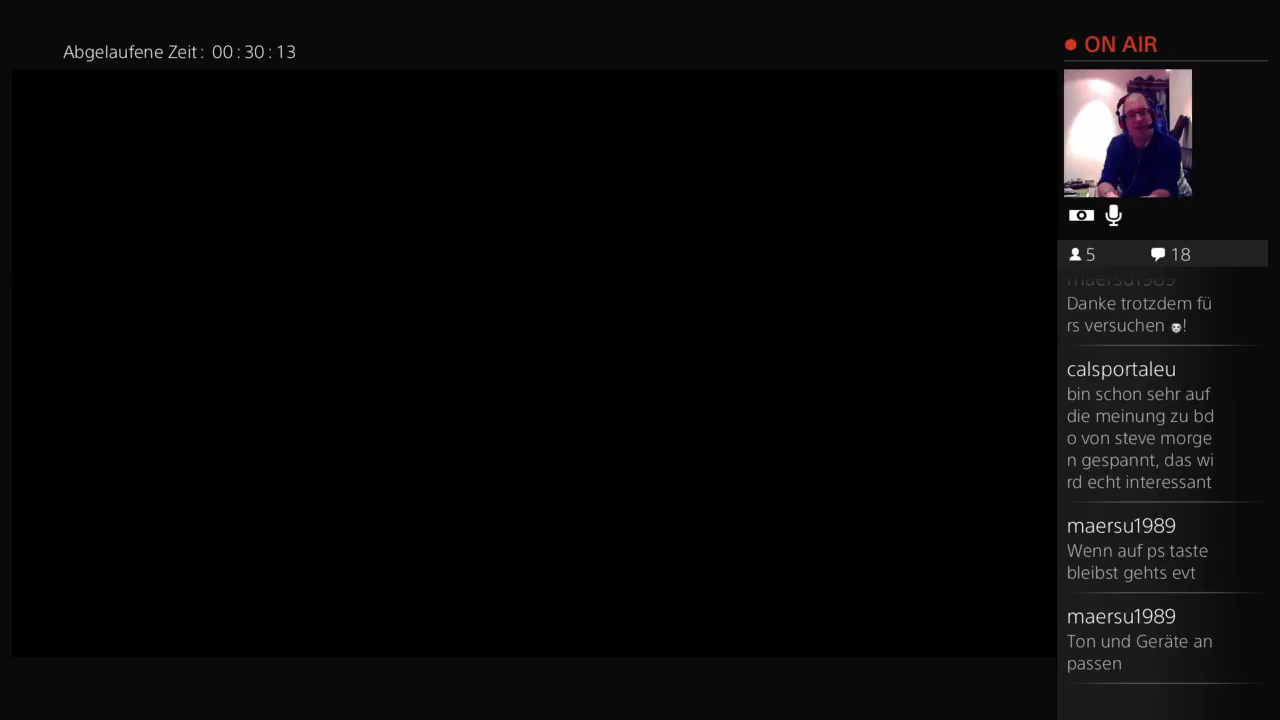 Abgelaufene Zeit: 00:30:13
ON AIR
5 18
maersu1989
Danke trotzdem fü
rs versuchen !
calsportaleu
bin schon sehr auf
die meinung zu bd
o von steve morge
n gespannt, das wi
rd echt interessant
maersu1989
Wenn auf ps taste
bleibst gehts evt
maersu1989
Ton und Geräte an
passen